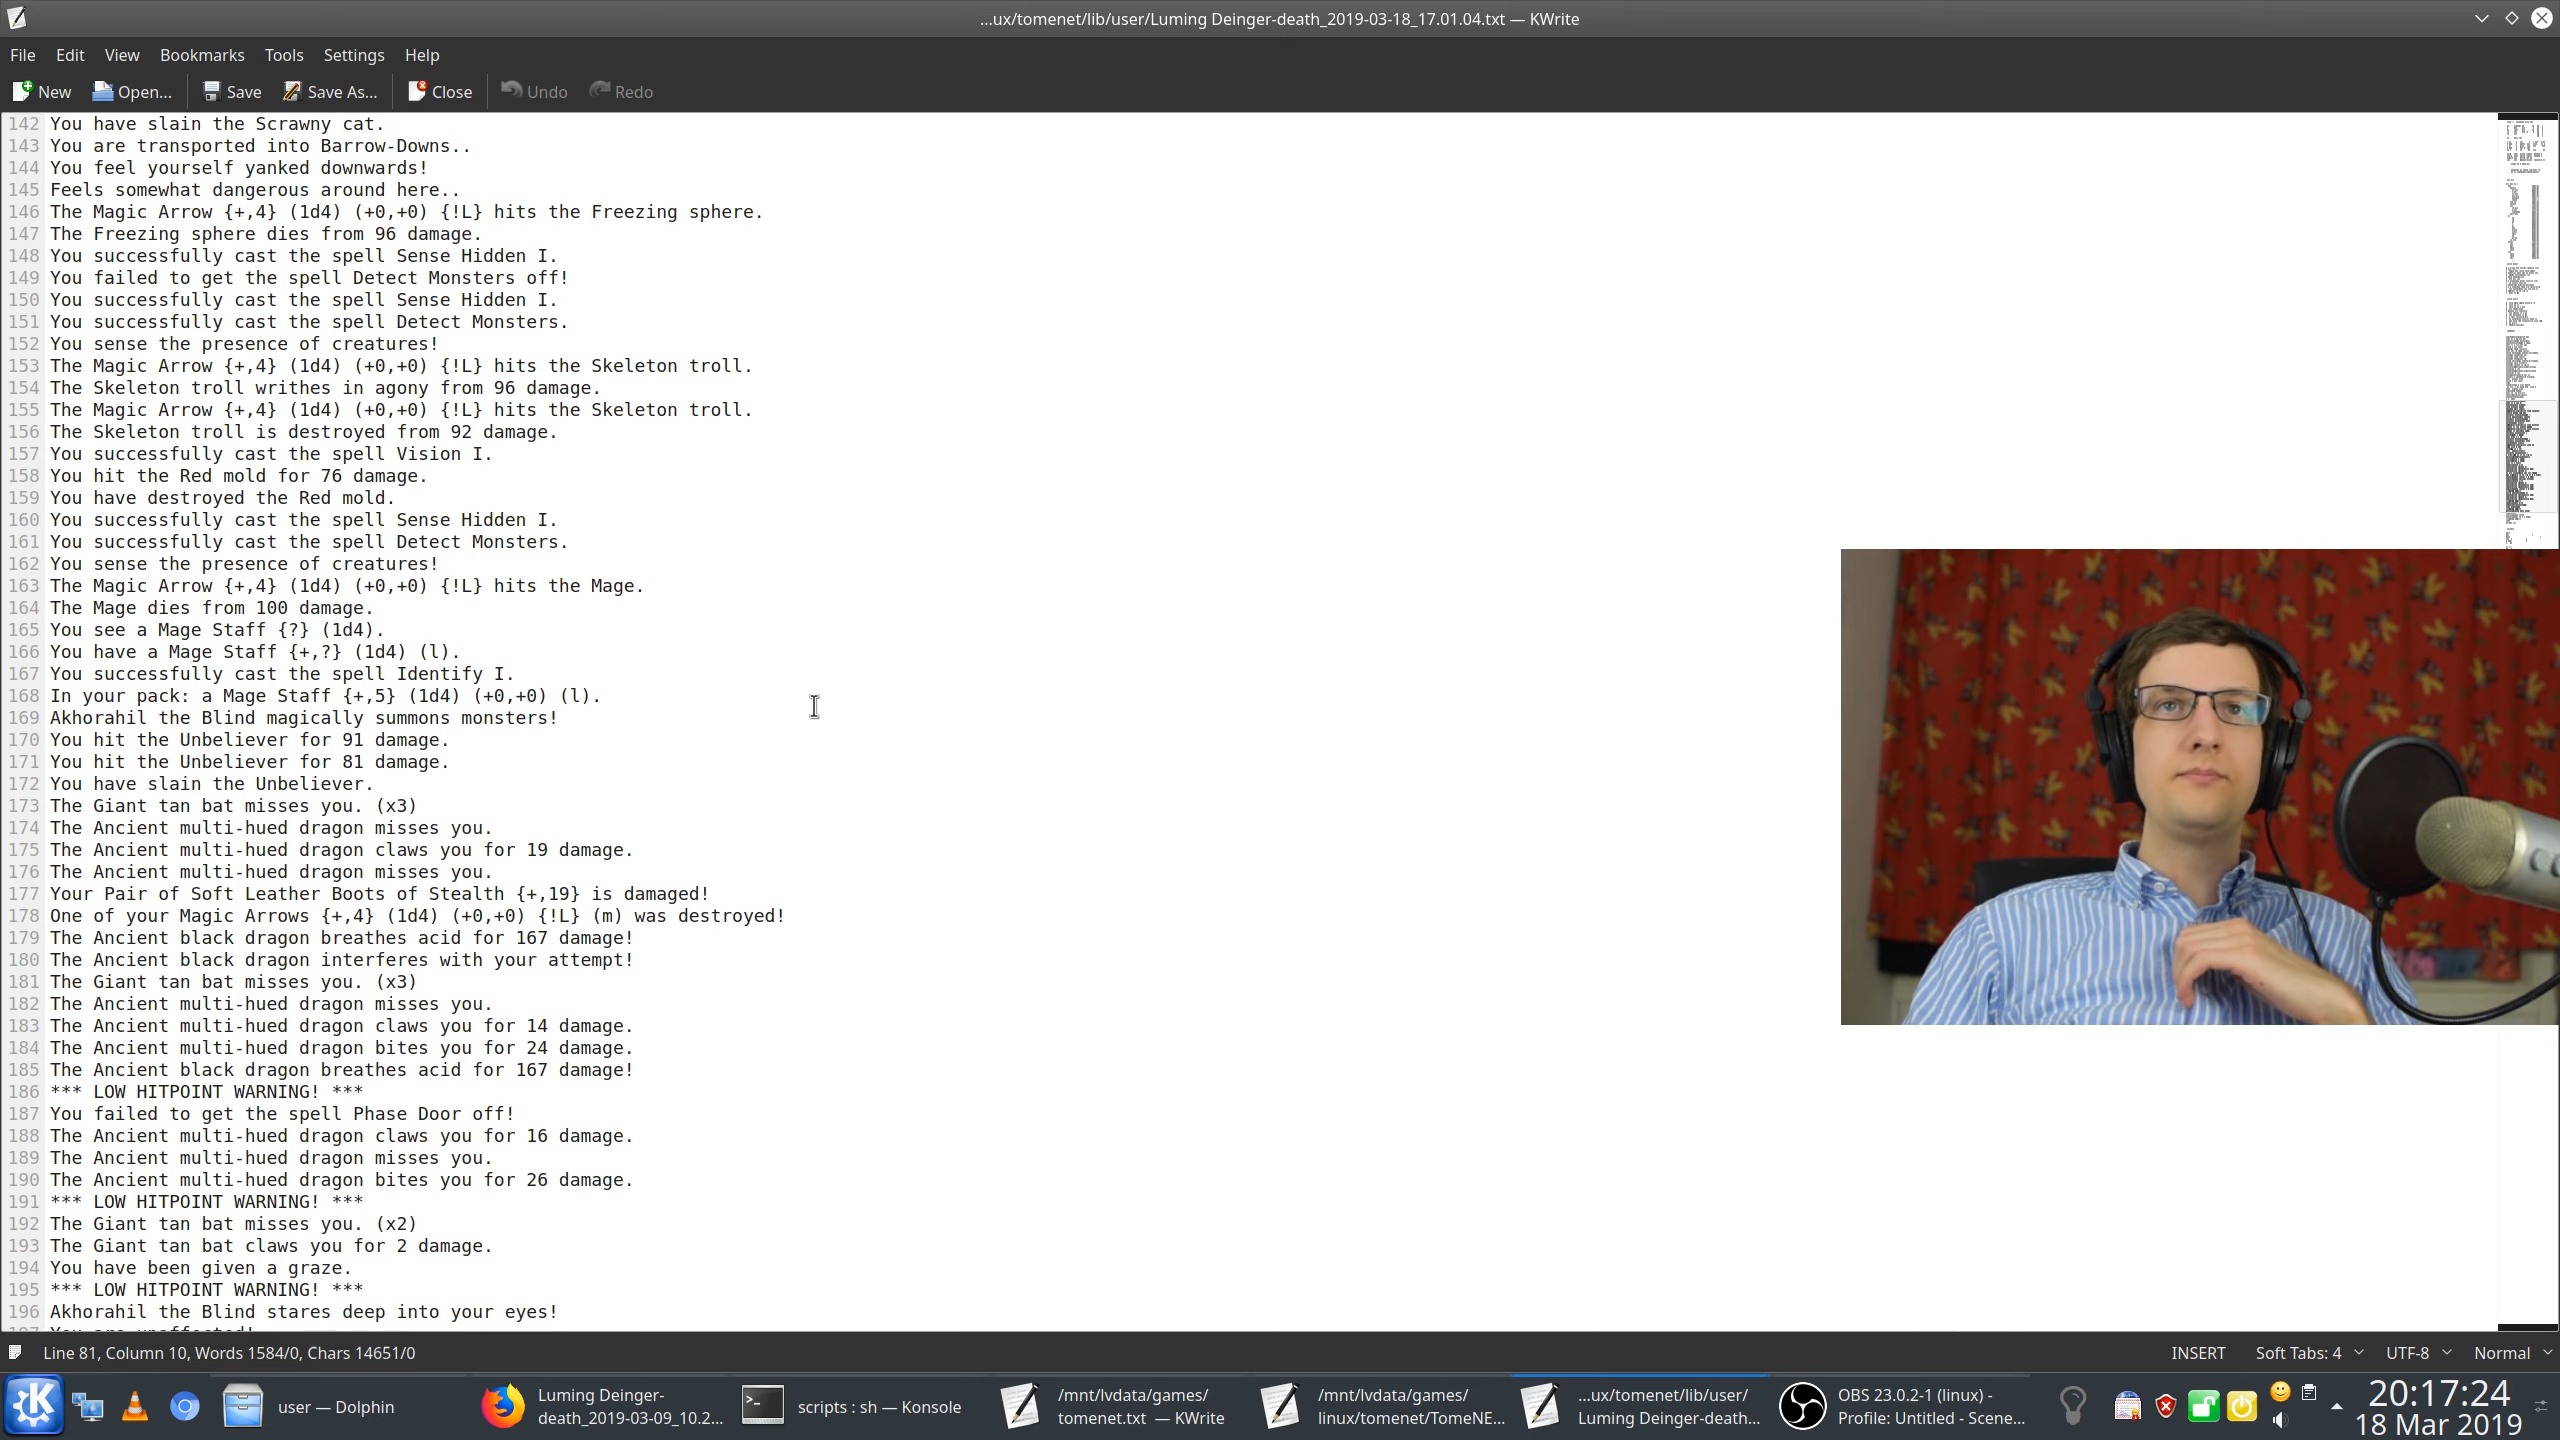 ...ux/tomenet/lib/user/Luming Deinger-death_2019-03-18_17.01.04.txt — KWrite
File Edit View Bookmarks Tools Settings Help
New Open... Save Save As... Close Undo Redo
142 You have slain the Scrawny cat.
143 You are transported into Barrow-Downs..
144 You feel yourself yanked downwards!
145 Feels somewhat dangerous around here..
146 The Magic Arrow {+,4} (1d4) (+0,+0) {!L} hits the Freezing sphere.
147 The Freezing sphere dies from 96 damage.
148 You successfully cast the spell Sense Hidden I.
149 You failed to get the spell Detect Monsters off!
150 You successfully cast the spell Sense Hidden I.
151 You successfully cast the spell Detect Monsters.
152 You sense the presence of creatures!
153 The Magic Arrow {+,4} (1d4) (+0,+0) {!L} hits the Skeleton troll.
154 The Skeleton troll writhes in agony from 96 damage.
155 The Magic Arrow {+,4} (1d4) (+0,+0) {!L} hits the Skeleton troll.
156 The Skeleton troll is destroyed from 92 damage.
157 You successfully cast the spell Vision I.
158 You hit the Red mold for 76 damage.
159 You have destroyed the Red mold.
160 You successfully cast the spell Sense Hidden I.
161 You successfully cast the spell Detect Monsters.
162 You sense the presence of creatures!
163 The Magic Arrow {+,4} (1d4) (+0,+0) {!L} hits the Mage.
164 The Mage dies from 100 damage.
165 You see a Mage Staff {?} (1d4).
166 You have a Mage Staff {+,?} (1d4) (l).
167 You successfully cast the spell Identify I.
168 In your pack: a Mage Staff {+,5} (1d4) (+0,+0) (l).
169 Akhorahil the Blind magically summons monsters!
170 You hit the Unbeliever for 91 damage.
171 You hit the Unbeliever for 81 damage.
172 You have slain the Unbeliever.
173 The Giant tan bat misses you. (x3)
174 The Ancient multi-hued dragon misses you.
175 The Ancient multi-hued dragon claws you for 19 damage.
176 The Ancient multi-hued dragon misses you.
177 Your Pair of Soft Leather Boots of Stealth {+,19} is damaged!
178 One of your Magic Arrows {+,4} (1d4) (+0,+0) {!L} (m) was destroyed!
179 The Ancient black dragon breathes acid for 167 damage!
180 The Ancient black dragon interferes with your attempt!
181 The Giant tan bat misses you. (x3)
182 The Ancient multi-hued dragon misses you.
183 The Ancient multi-hued dragon claws you for 14 damage.
184 The Ancient multi-hued dragon bites you for 24 damage.
185 The Ancient black dragon breathes acid for 167 damage!
186 *** LOW HITPOINT WARNING! ***
187 You failed to get the spell Phase Door off!
188 The Ancient multi-hued dragon claws you for 16 damage.
189 The Ancient multi-hued dragon misses you.
190 The Ancient multi-hued dragon bites you for 26 damage.
191 *** LOW HITPOINT WARNING! ***
192 The Giant tan bat misses you. (x2)
193 The Giant tan bat claws you for 2 damage.
194 You have been given a graze.
195 *** LOW HITPOINT WARNING! ***
196 Akhorahil the Blind stares deep into your eyes!
Line 81, Column 10, Words 1584/0, Chars 14651/0 INSERT Soft Tabs: 4 UTF-8 Normal
user — Dolphin
Luming Deinger-
death_2019-03-09_10.2...
scripts : sh — Konsole
/mnt/lvdata/games/
tomenet.txt — KWrite
/mnt/lvdata/games/
linux/tomenet/TomeNE...
...ux/tomenet/lib/user/
Luming Deinger-death...
OBS 23.0.2-1 (linux) -
Profile: Untitled - Scene...
20:17:24
18 Mar 2019